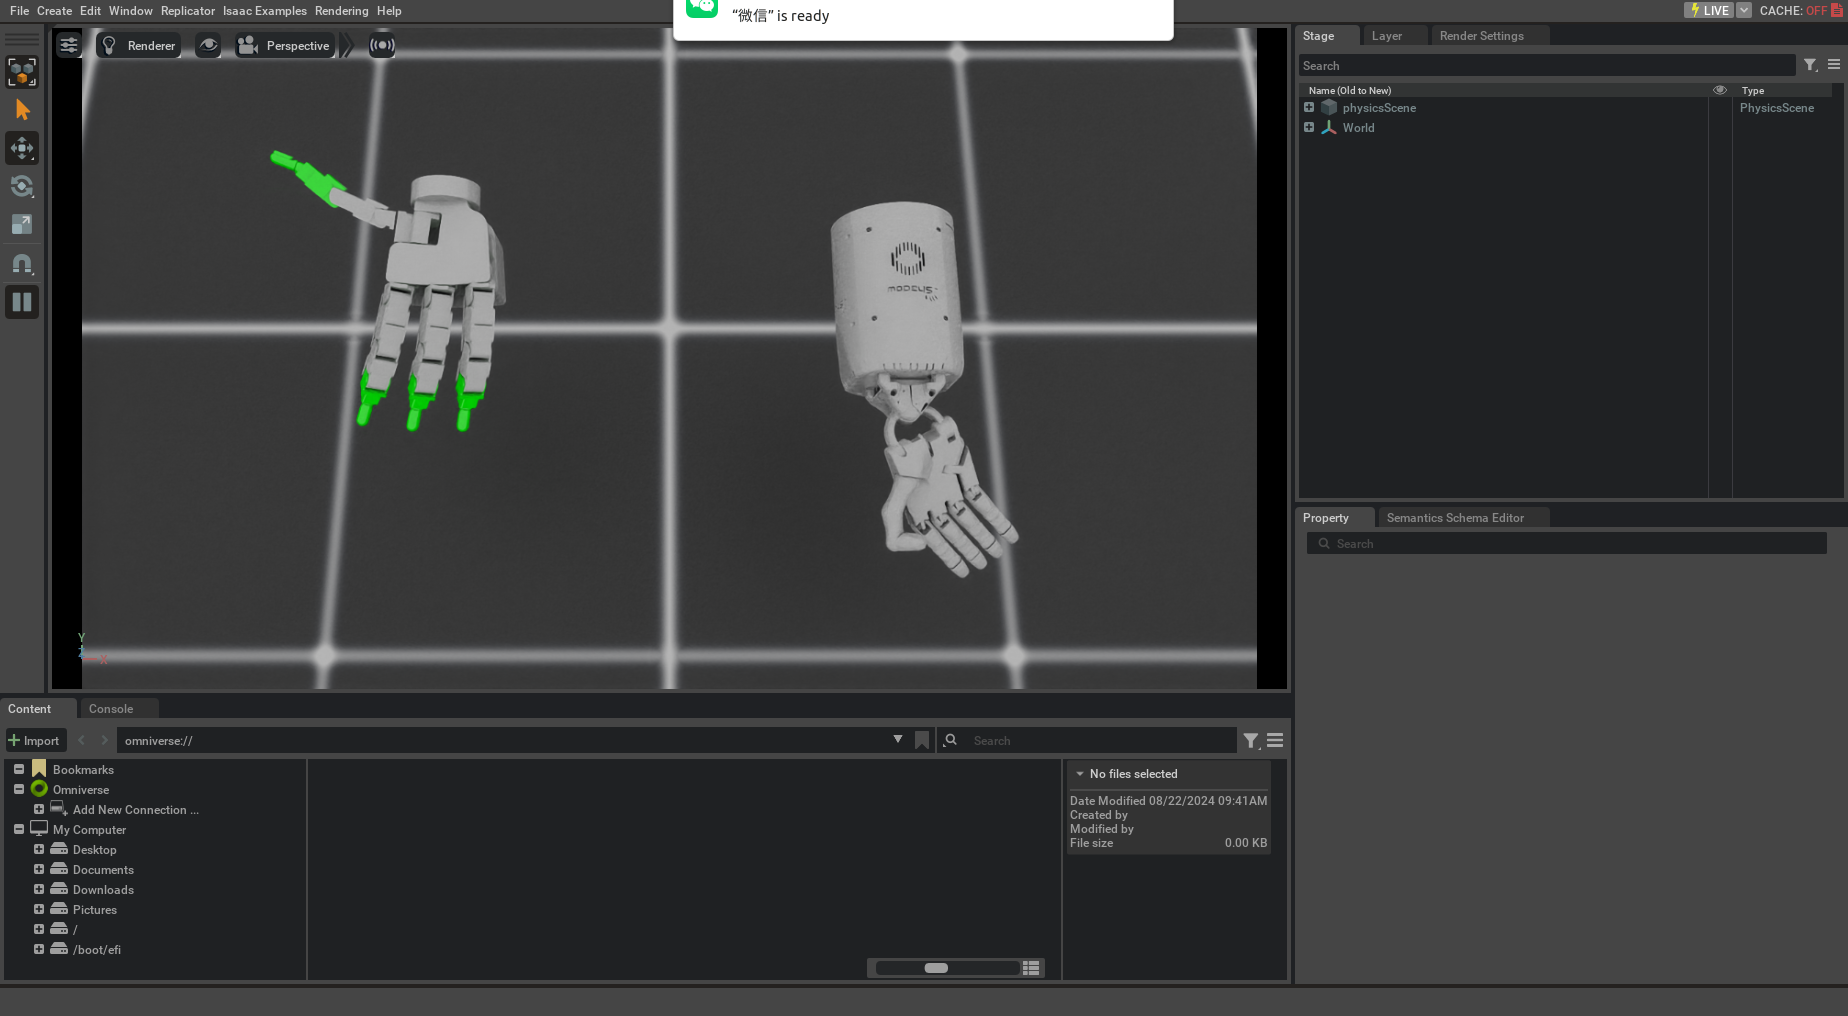 File Create Edit Window Replicator Isaac Examples Rendering Help
“微信” is ready
LIVE CACHE: OFF
Renderer Perspective
Stage Layer Render Settings
Search
Name (Old to New) Type
physicsScene PhysicsScene
World
Property Semantics Schema Editor
Search
Y
Z
X
Content Console
Import omniverse:// Search
Bookmarks
Omniverse
Add New Connection ...
My Computer
Desktop
Documents
Downloads
Pictures
/
/boot/efi
No files selected
Date Modified 08/22/2024 09:41AM
Created by
Modified by
File size 0.00 KB